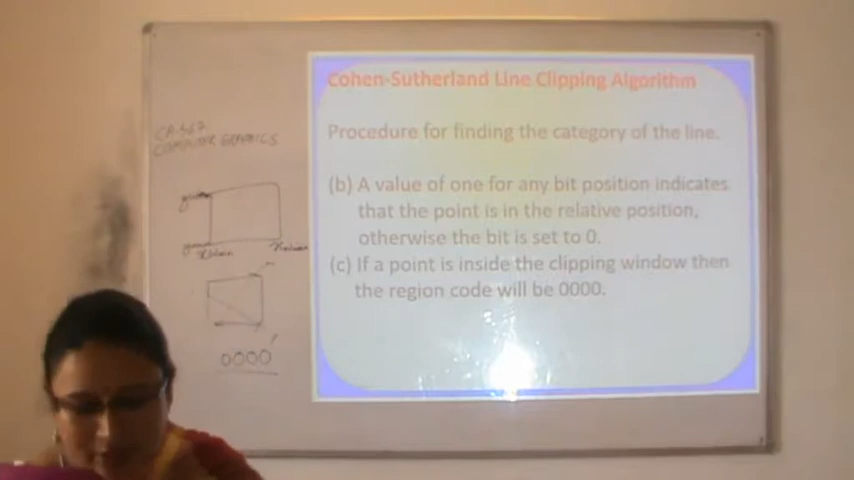 Cohen-Sutherland Line Clipping Algorithm
Procedure for finding the category of the line.
(b) A value of one for any bit position indicates
that the point is in the relative position,
otherwise the bit is set to 0.
(c) If a point is inside the clipping window then
the region code will be 0000.
COMPUTER GRAPHICS
0000